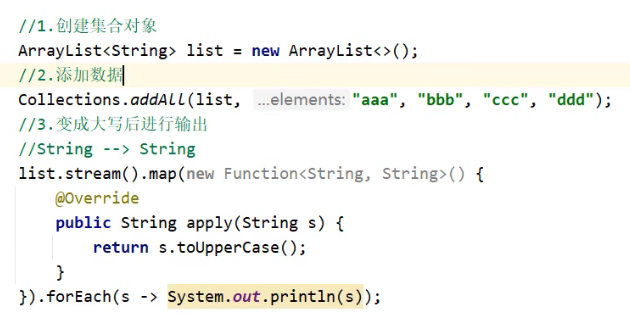 //1.创建集合对象
ArrayList<String> list = new ArrayList<>();
//2.添加数据
Collections.addAll(list, ...elements: "aaa", "bbb", "ccc", "ddd");
//3.变成大写后进行输出
//String --> String
list.stream().map(new Function<String, String>() {
@Override
public String apply(String s) {
return s.toUpperCase();
}
}).forEach(s -> System.out.println(s));